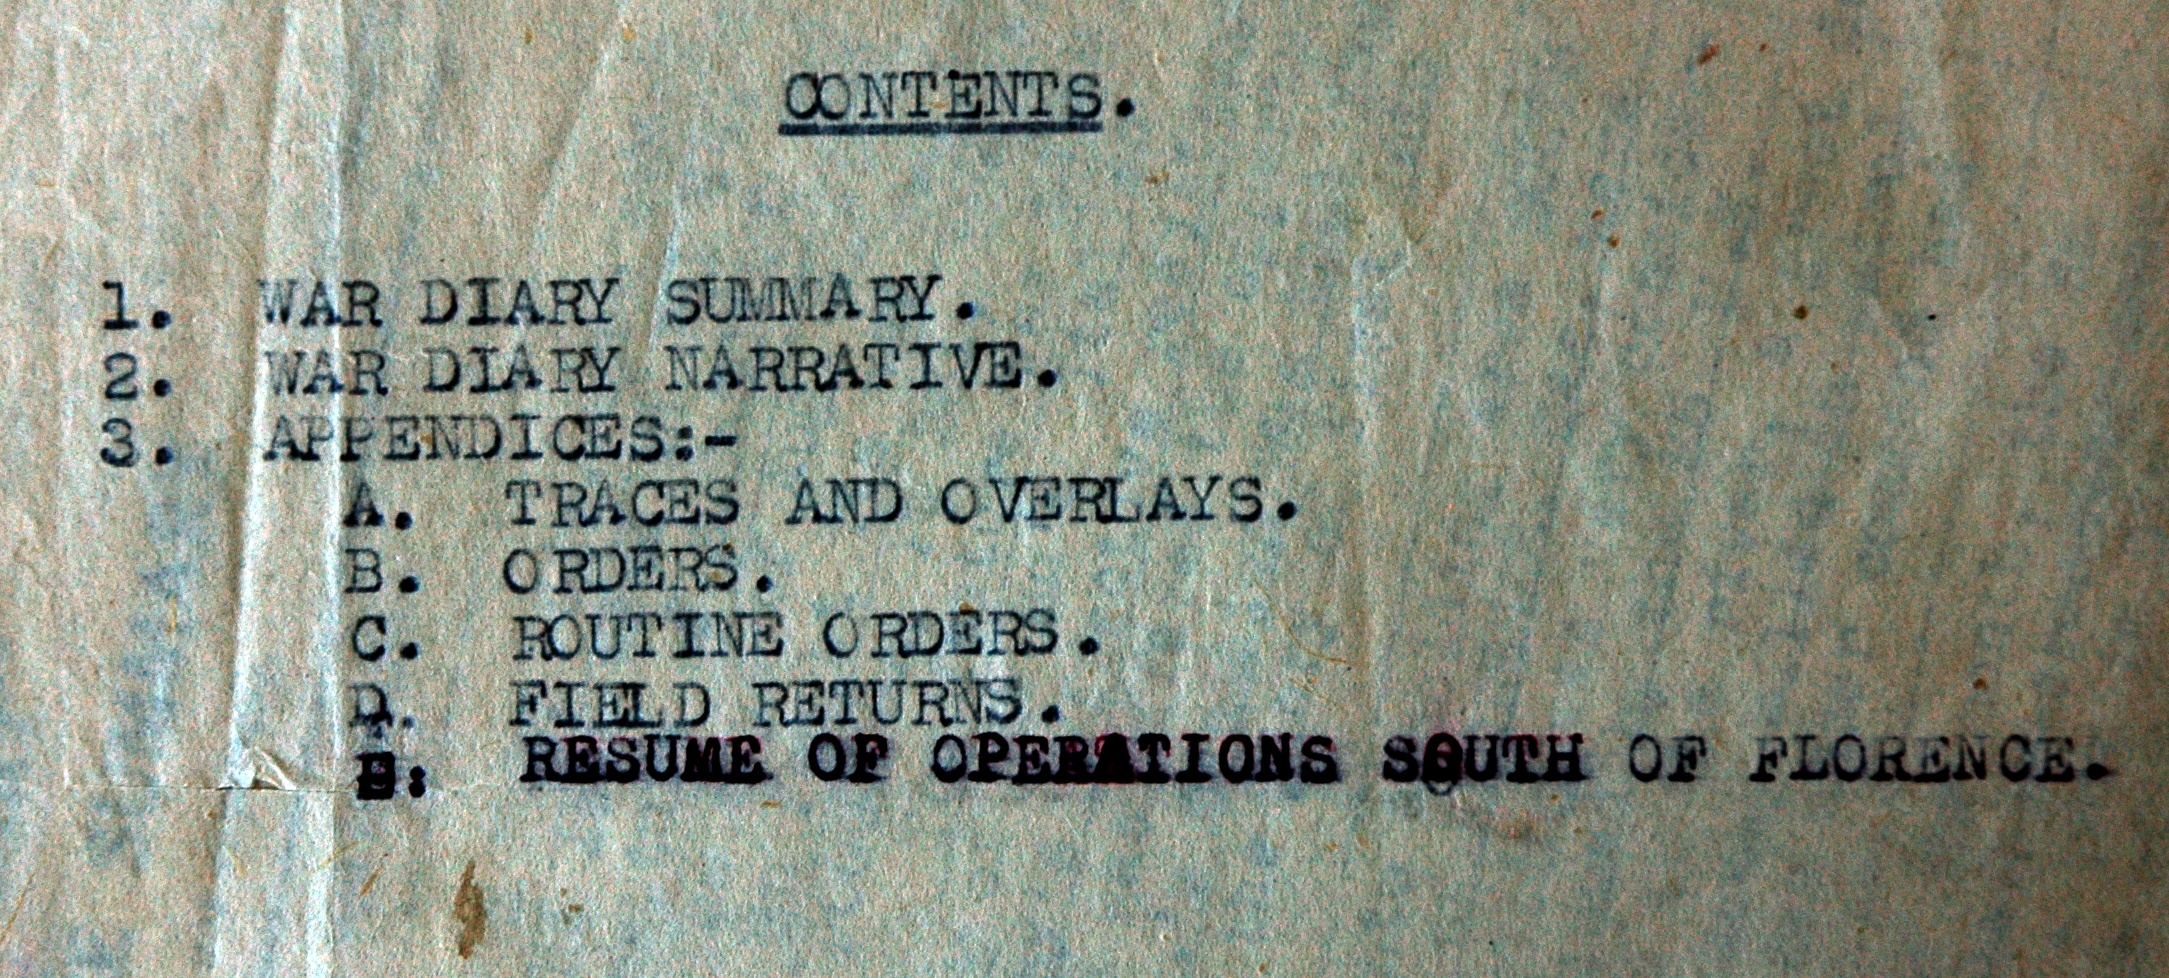 CONTENTS.
1. WAR DIARY SUMMARY.
2. WAR DIARY NARRATIVE.
3. APPENDICES:-
A. TRACES AND OVERLAYS.
B. ORDERS.
C. ROUTINE ORDERS.
D. FIELD RETURNS.
E: RESUME OF OPERATIONS SOUTH OF FLORENCE.